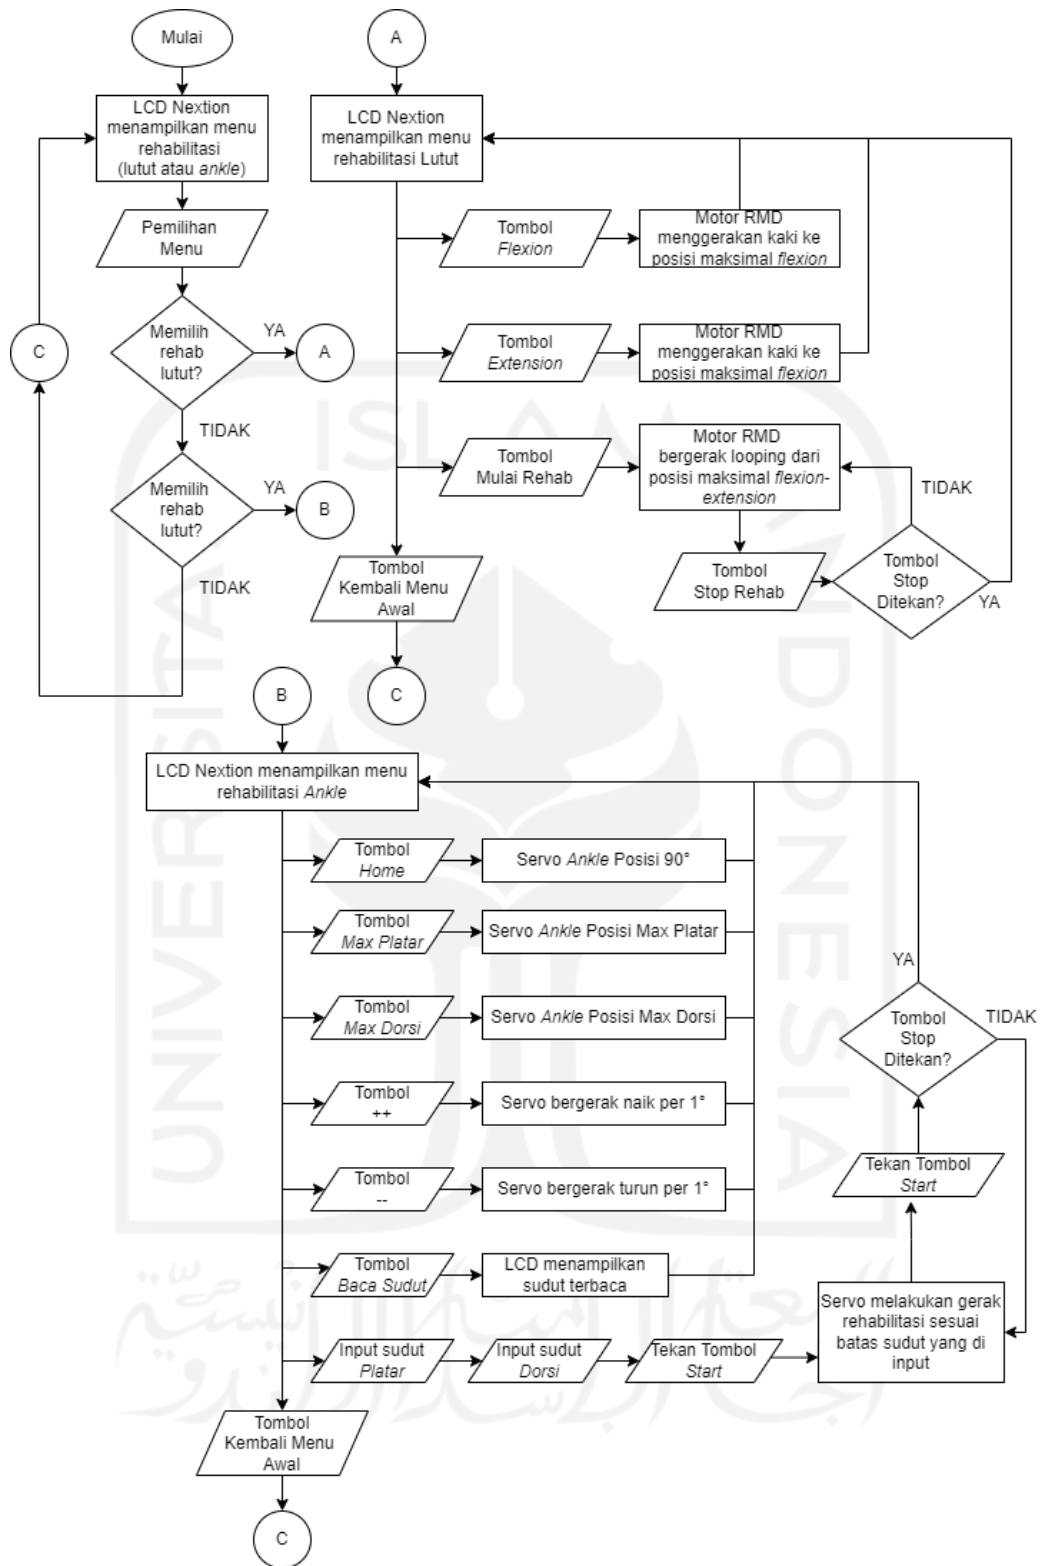 Mulai
LCD Nextion
menampilkan menu
rehabilitasi
(lutut atau ankle)
Pemilihan
Menu
Memilih
rehab
lutut?
YA
A
TIDAK
Memilih
rehab
lutut?
YA
B
TIDAK
C
A
LCD Nextion
menampilkan menu
rehabilitasi Lutut
Tombol
Flexion
Motor RMD
menggerakan kaki ke
posisi maksimal flexion
Tombol
Extension
Motor RMD
menggerakan kaki ke
posisi maksimal flexion
Tombol
Mulai Rehab
Motor RMD
bergerak looping dari
posisi maksimal flexion-
extension
TIDAK
Tombol
Stop Rehab
Tombol
Stop
Ditekan?
YA
Tombol
Kembali Menu
Awal
C
B
LCD Nextion menampilkan menu
rehabilitasi Ankle
Tombol
Home
Servo Ankle Posisi 90°
Tombol
Max Platar
Servo Ankle Posisi Max Platar
Tombol
Max Dorsi
Servo Ankle Posisi Max Dorsi
Tombol
++
Servo bergerak naik per 1°
Tombol
--
Servo bergerak turun per 1°
Tombol
Baca Sudut
LCD menampilkan
sudut terbaca
Input sudut
Platar
Input sudut
Dorsi
Tekan Tombol
Start
Servo melakukan gerak
rehabilitasi sesuai
batas sudut yang di
input
Tekan Tombol
Start
Tombol
Stop
Ditekan?
YA
TIDAK
Tombol
Kembali Menu
Awal
C
UNIVERSITAS
ISLAM
INDONESIA